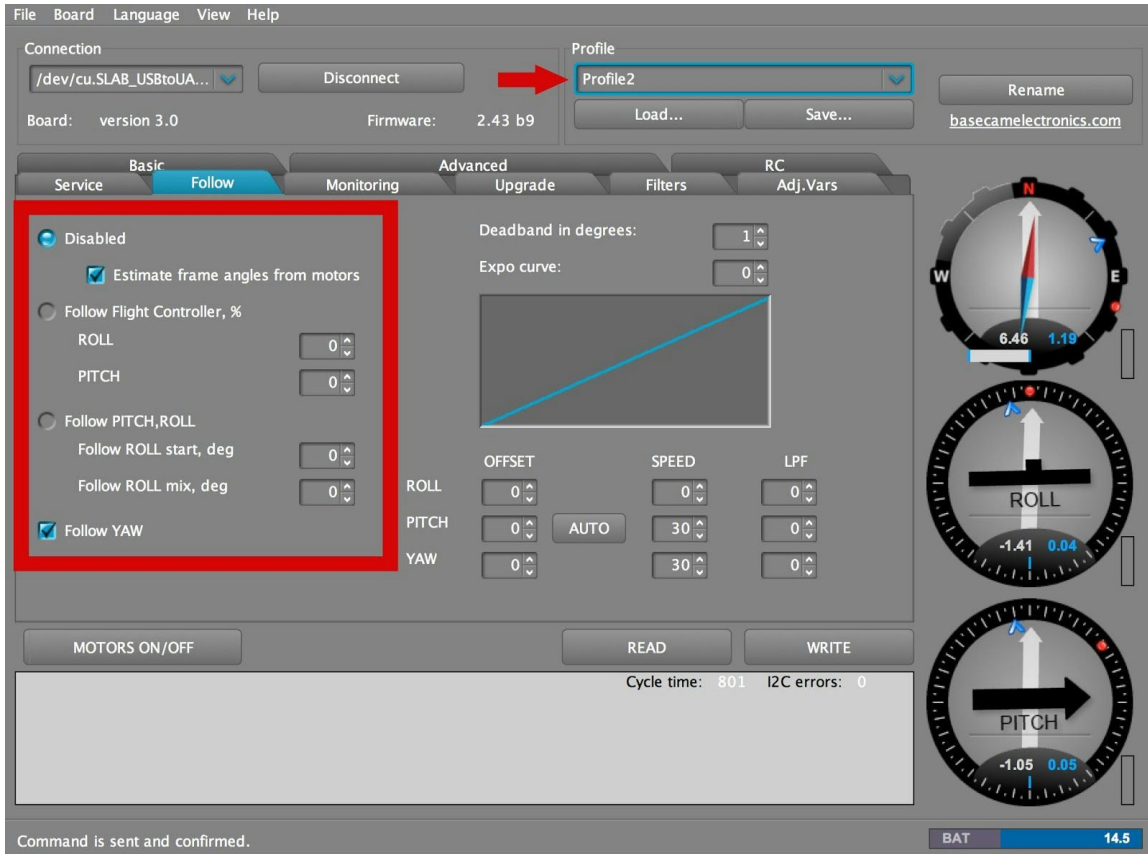 File Board Language View Help
Connection
Profile
/dev/cu.SLAB_USBtoUA...
Disconnect
Profile2
Rename
Load...
Save...
Board: version 3.0
Firmware: 2.43 b9
basecamelectronics.com
Basic
Advanced
RC
Service
Follow
Monitoring
Upgrade
Filters
Adj.Vars
Disabled
Estimate frame angles from motors
Follow Flight Controller, %
ROLL 0
PITCH 0
Follow PITCH,ROLL
Follow ROLL start, deg 0
Follow ROLL mix, deg 0
Follow YAW
Deadband in degrees: 1
Expo curve: 0
OFFSET SPEED LPF
ROLL 0 0 0
PITCH 0 AUTO 30 0
YAW 0 30 0
N
W
E
6.46 1.19
ROLL
-1.41 0.04
PITCH
-1.05 0.05
MOTORS ON/OFF
READ
WRITE
Cycle time: 801 I2C errors: 0
Command is sent and confirmed.
BAT 14.5